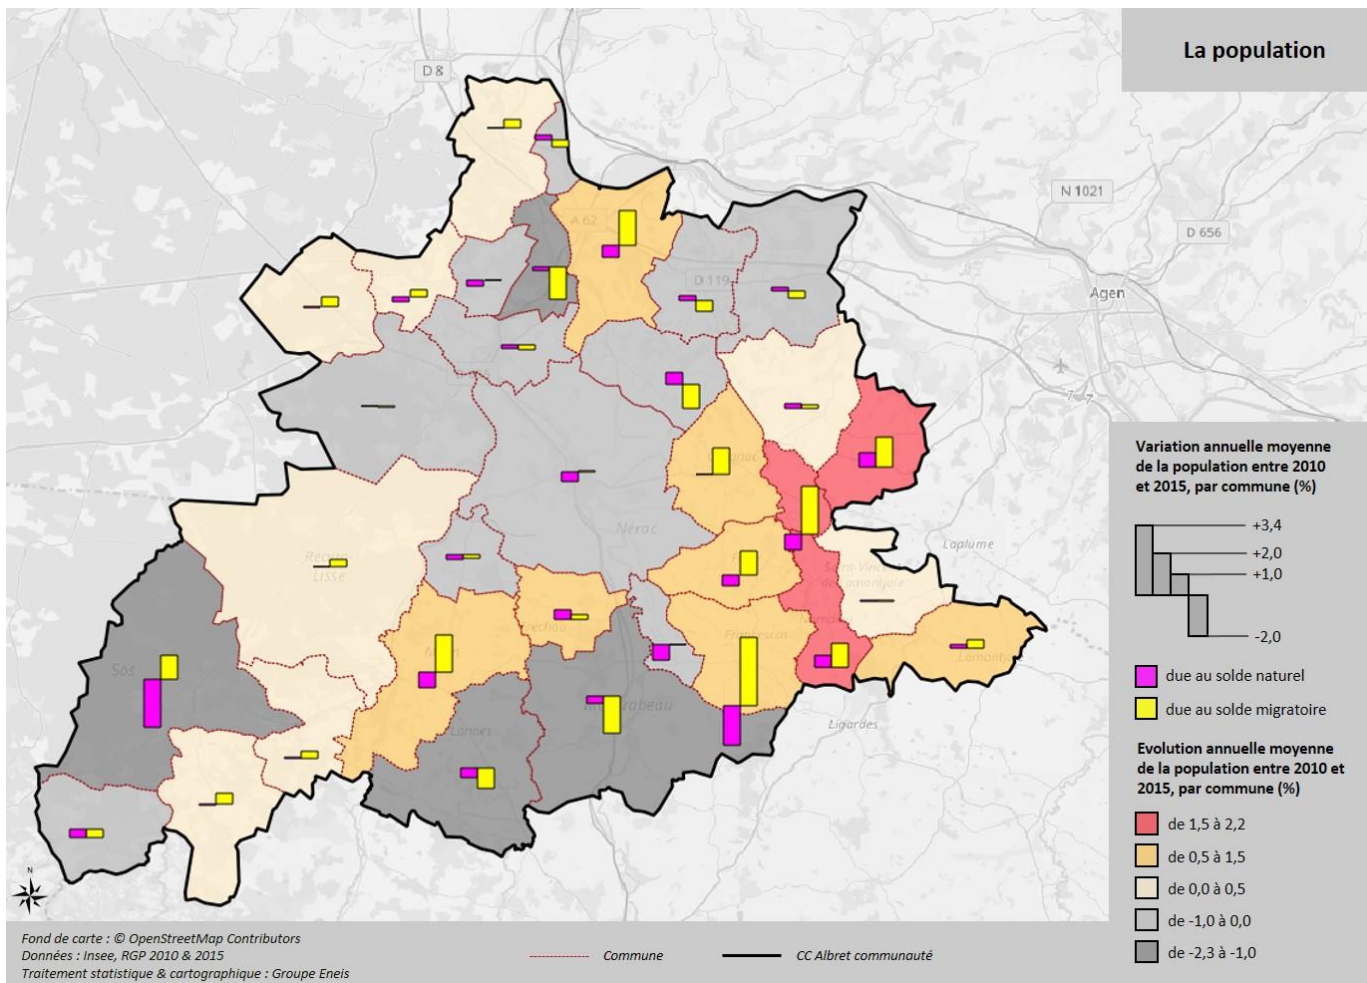 La population
D 8
N 1021
A 62
D 656
D 119
Agen
Nérac
Laplume
Réaup-
Lisse
Francescas
Sos
Ligardes
Lannes
Variation annuelle moyenne
de la population entre 2010
et 2015, par commune (%)
+3,4
+2,0
+1,0
-2,0
due au solde naturel
due au solde migratoire
Evolution annuelle moyenne
de la population entre 2010 et
2015, par commune (%)
de 1,5 à 2,2
de 0,5 à 1,5
de 0,0 à 0,5
de -1,0 à 0,0
de -2,3 à -1,0
N
Fond de carte : © OpenStreetMap Contributors
Données : Insee, RGP 2010 & 2015
Traitement statistique & cartographique : Groupe Eneis
Commune
CC Albret communauté